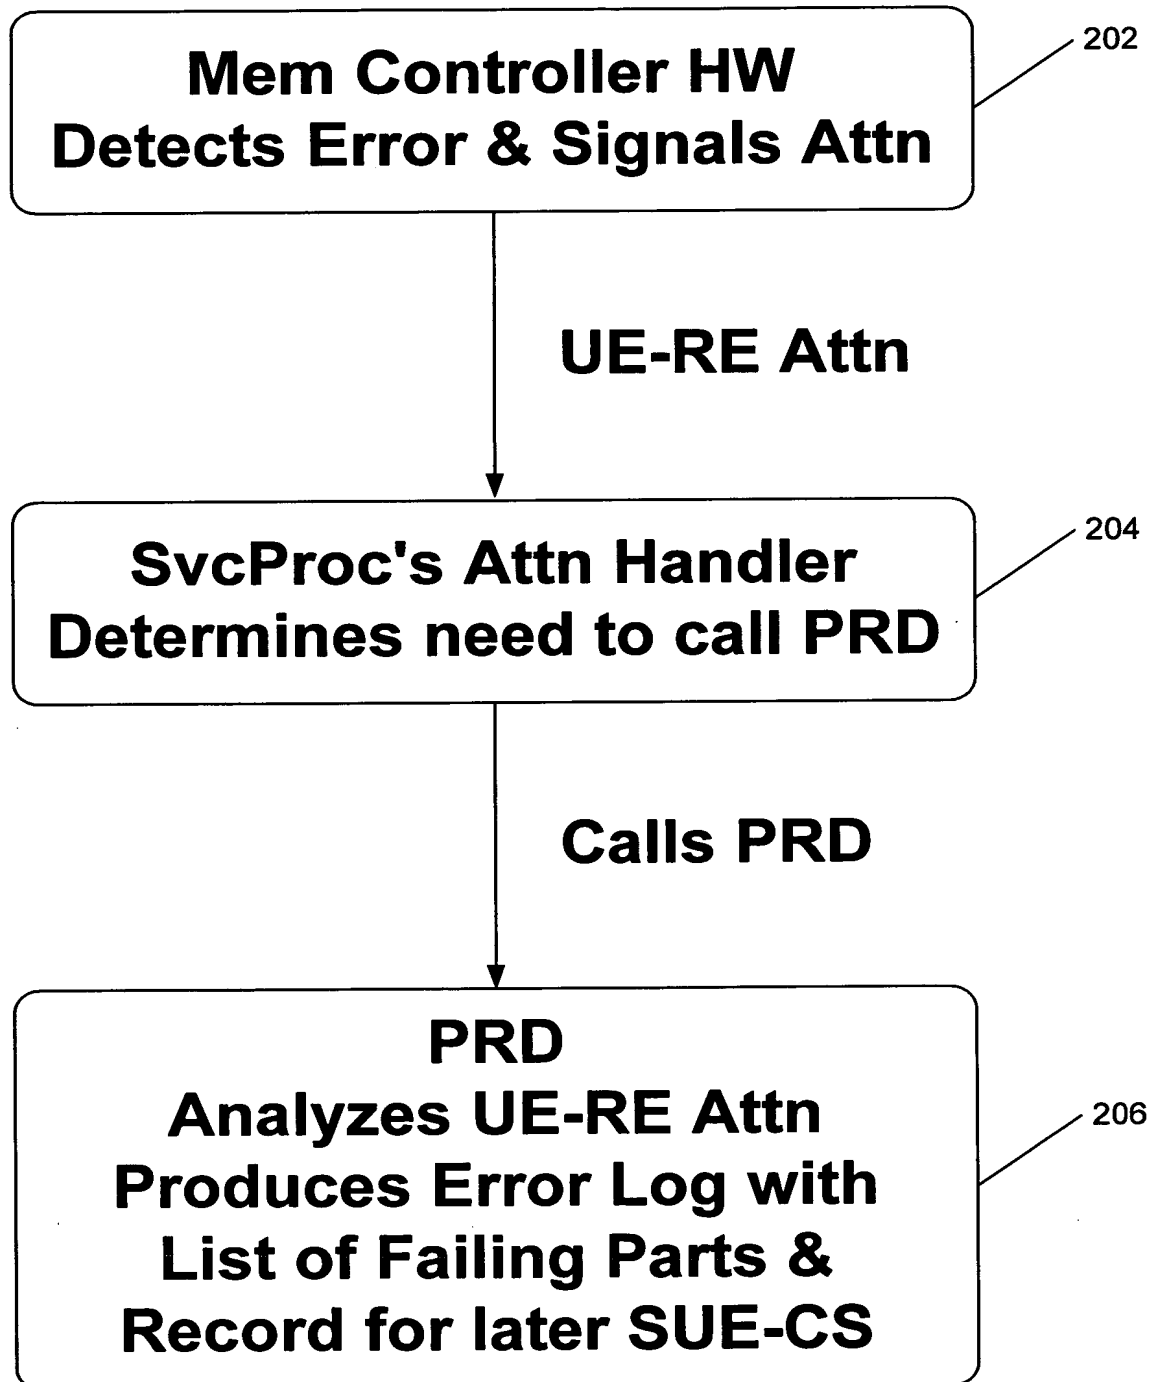 Mem Controller HW
Detects Error & Signals Attn
202
UE-RE Attn
SvcProc's Attn Handler
Determines need to call PRD
204
Calls PRD
PRD
Analyzes UE-RE Attn
Produces Error Log with
List of Failing Parts &
Record for later SUE-CS
206